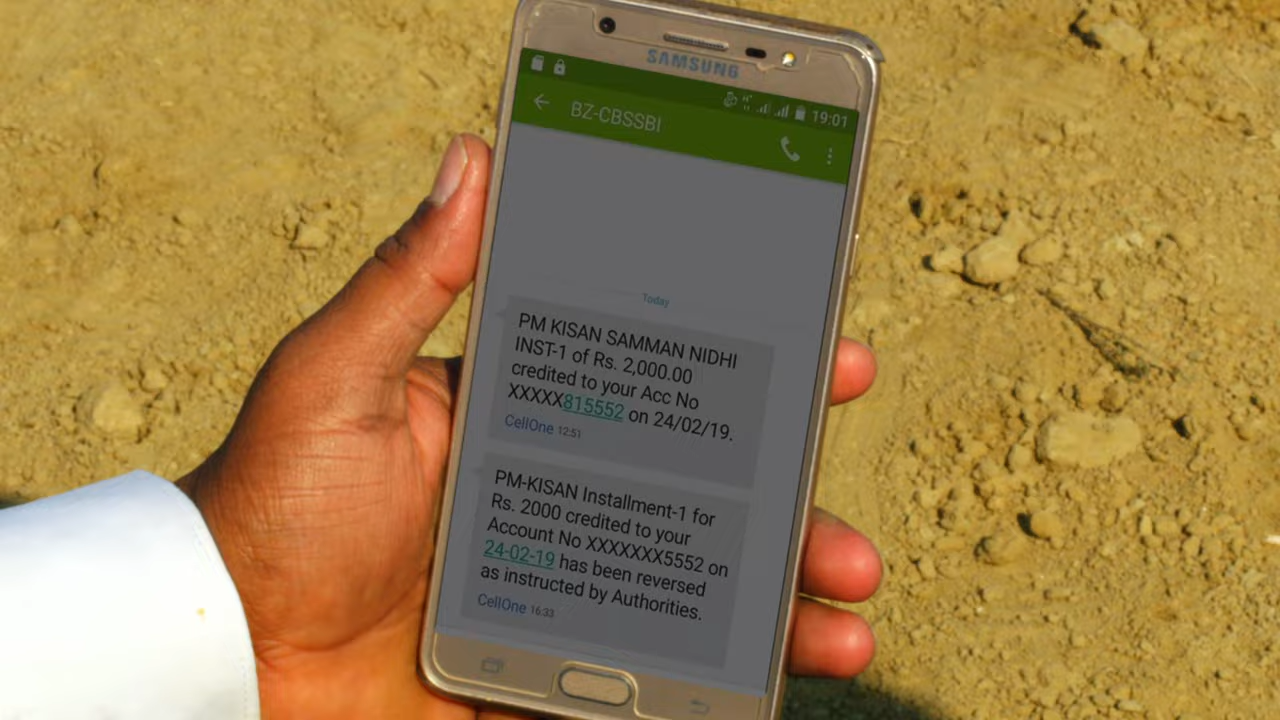 SAMSUNG
19:01
BZ-CBSSBI
Today
PM KISAN SAMMAN NIDHI
INST-1 of Rs. 2,000.00
credited to your Acc No
XXXXX815552 on 24/02/19.
CellOne 12:51
PM-KISAN Installment-1 for
Rs. 2000 credited to your
Account No XXXXXXX5552 on
24-02-19 has been reversed
as instructed by Authorities.
CellOne 16:33